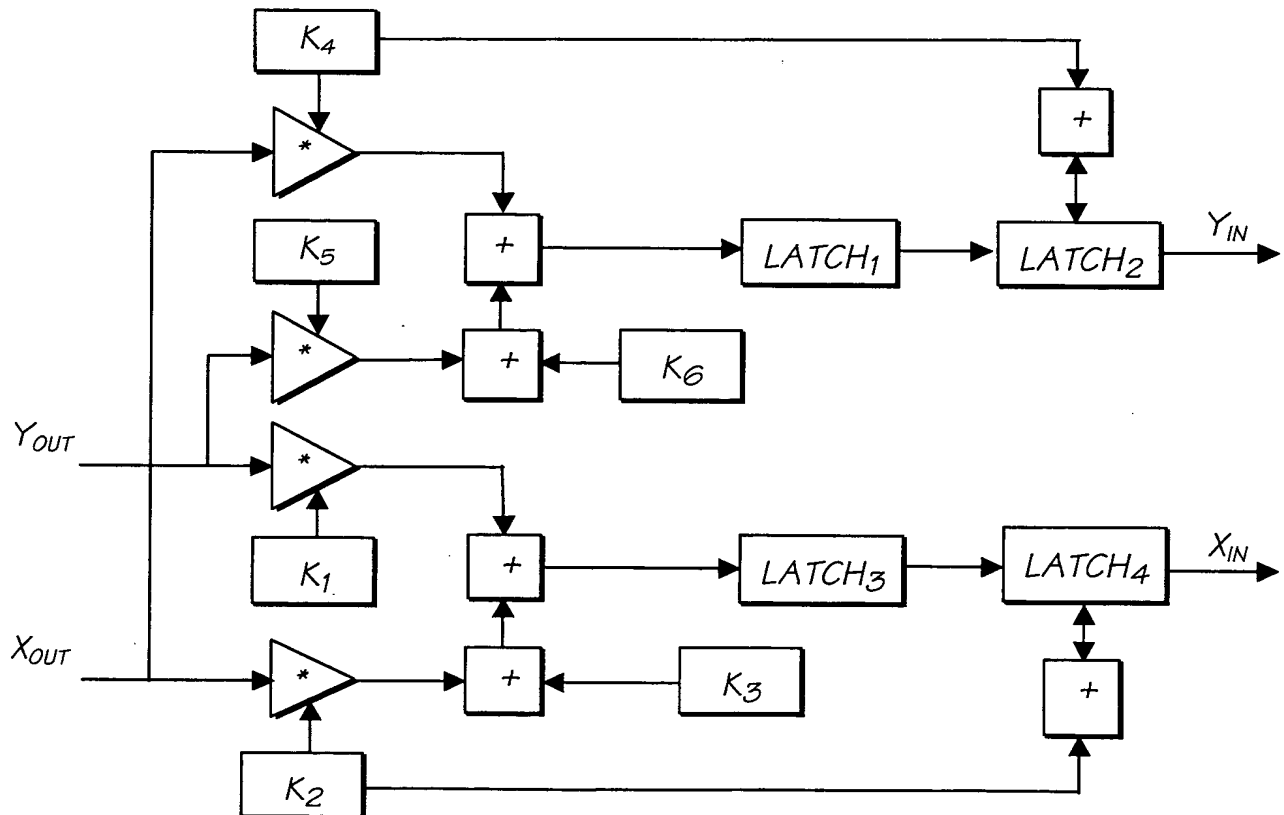 K4
*
+
K5
+
LATCH1
LATCH2
YIN
*
+
K6
YOUT
*
K1
+
LATCH3
LATCH4
XIN
XOUT
*
+
K3
+
K2